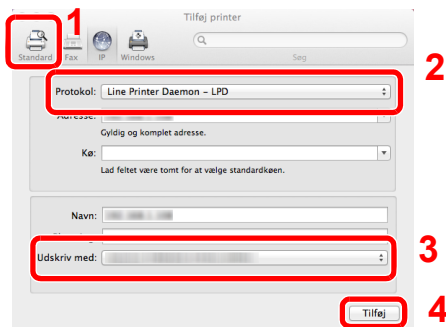 Tilføj printer
1
Standard Fax IP Windows Søg
2
Protokol: Line Printer Daemon – LPD
Adresse:
Gyldig og komplet adresse.
Kø:
Lad feltet være tomt for at vælge standardkøen.
Navn:
3
Udskriv med:
Tilføj
4